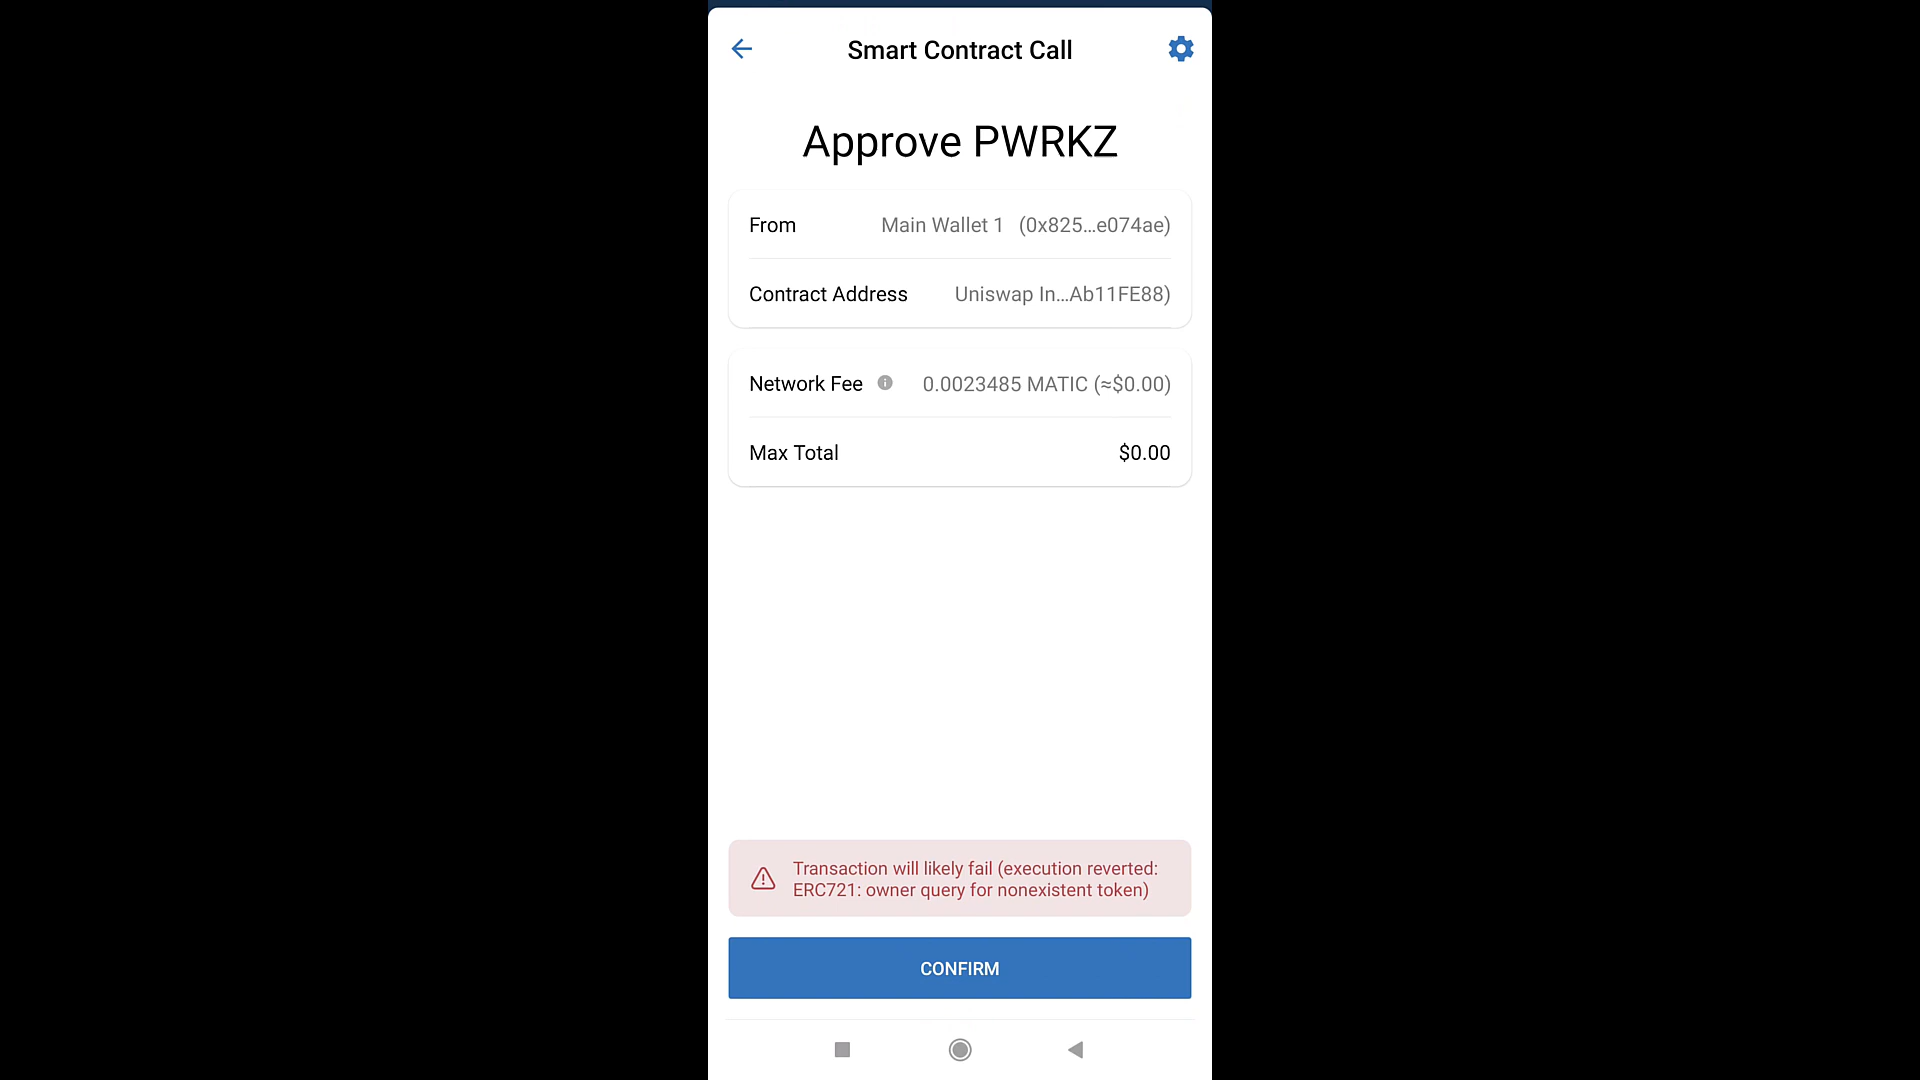 Smart Contract Call
Approve PWRKZ
From Main Wallet 1 (0x825...e074ae)
Contract Address Uniswap In...Ab11FE88)
Network Fee 0.0023485 MATIC (≈$0.00)
Max Total $0.00
Transaction will likely fail (execution reverted:
ERC721: owner query for nonexistent token)
CONFIRM